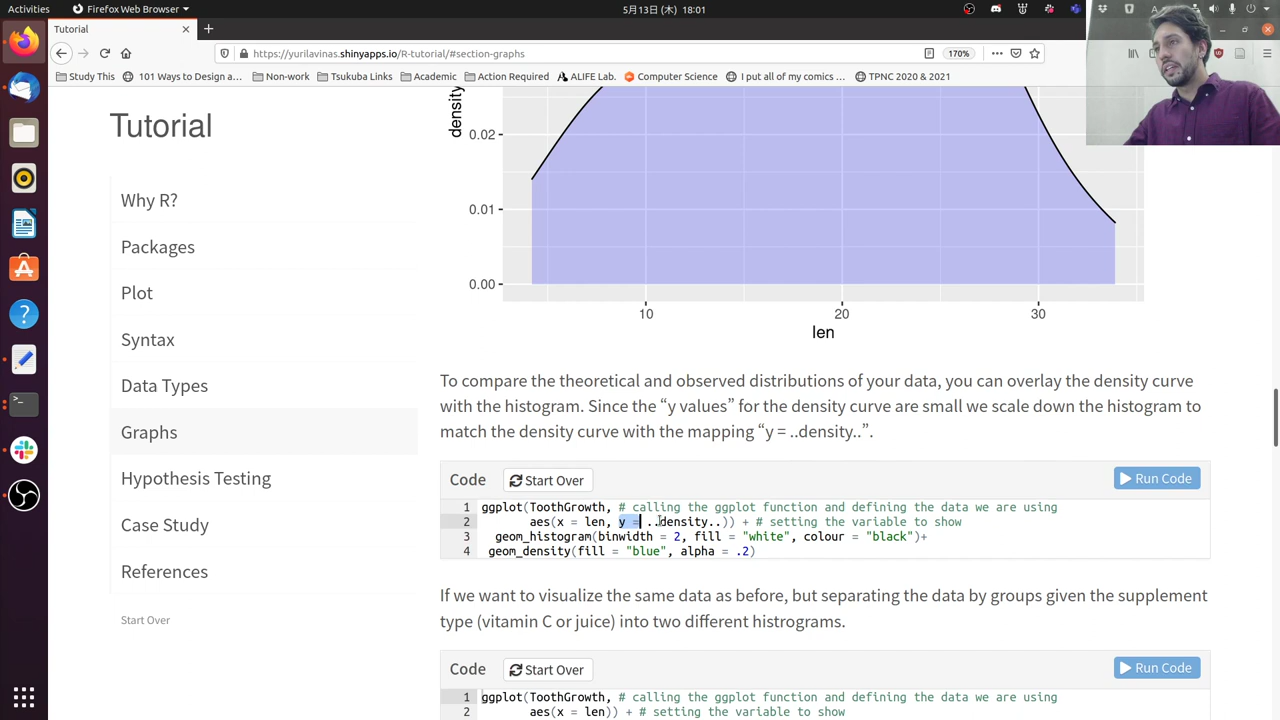 Activities Firefox Web Browser 5月13日 (木) 18:01
Tutorial
https://yurilavinas.shinyapps.io/R-tutorial/#section-graphs 170%
Study This 101 Ways to Design a... Non-work Tsukuba Links Academic Action Required ALIFE Lab. Computer Science I put all of my comics ... TPNC 2020 & 2021
Tutorial
Why R?
Packages
Plot
Syntax
Data Types
Graphs
Hypothesis Testing
Case Study
References
Start Over
density
0.02
0.01
0.00
10 20 30
len
To compare the theoretical and observed distributions of your data, you can overlay the density curve
with the histogram. Since the “y values” for the density curve are small we scale down the histogram to
match the density curve with the mapping “y = ..density..”.
Code Start Over Run Code
1 ggplot(ToothGrowth, # calling the ggplot function and defining the data we are using
2 aes(x = len, y = ..density..)) + # setting the variable to show
3 geom_histogram(binwidth = 2, fill = "white", colour = "black")+
4 geom_density(fill = "blue", alpha = .2)
If we want to visualize the same data as before, but separating the data by groups given the supplement
type (vitamin C or juice) into two different histrograms.
Code Start Over Run Code
1 ggplot(ToothGrowth, # calling the ggplot function and defining the data we are using
2 aes(x = len)) + # setting the variable to show